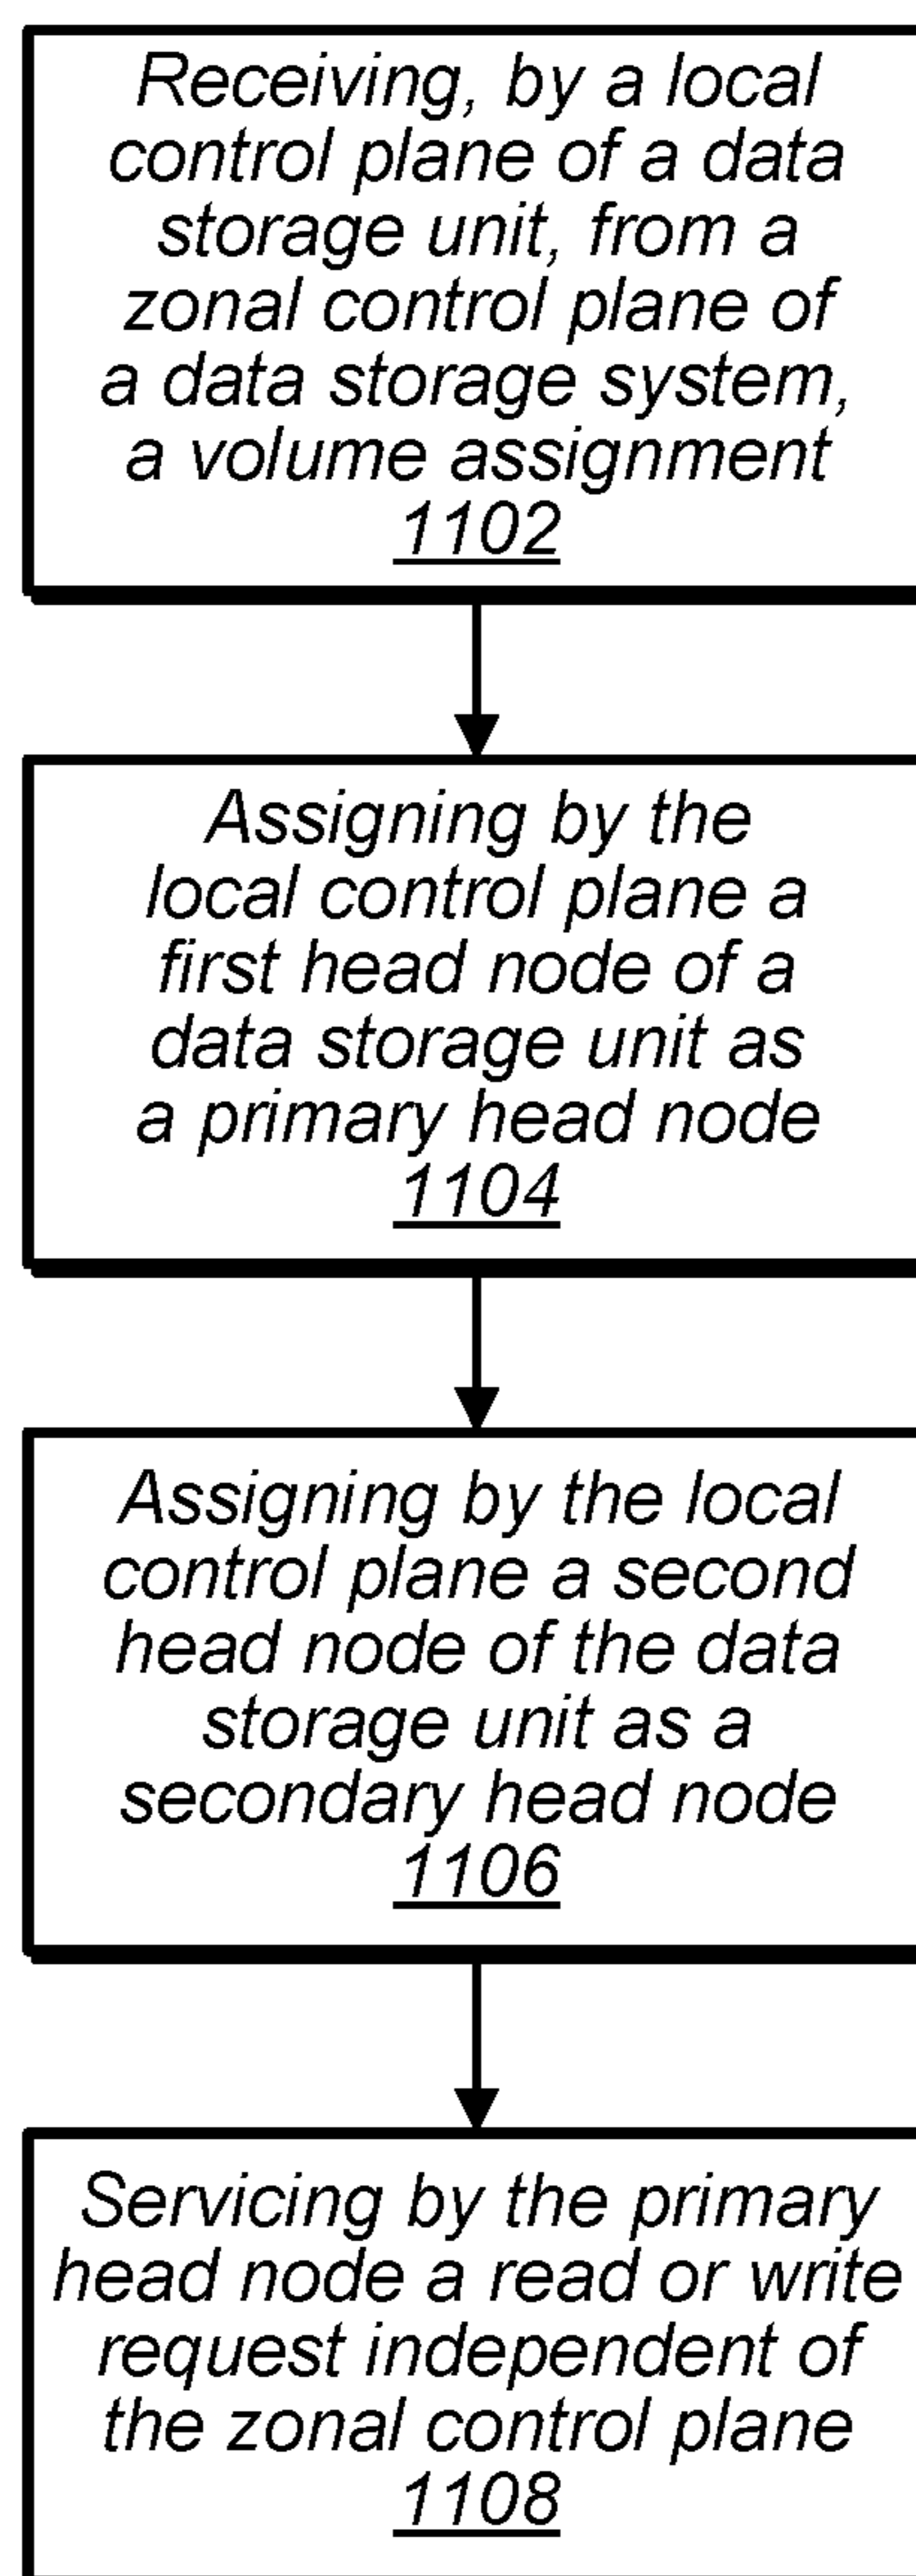 Receiving, by a local
control plane of a data
storage unit, from a
zonal control plane of
a data storage system,
a volume assignment
1102
Assigning by the
local control plane a
first head node of a
data storage unit as
a primary head node
1104
Assigning by the local
control plane a second
head node of the data
storage unit as a
secondary head node
1106
Servicing by the primary
head node a read or write
request independent of
the zonal control plane
1108